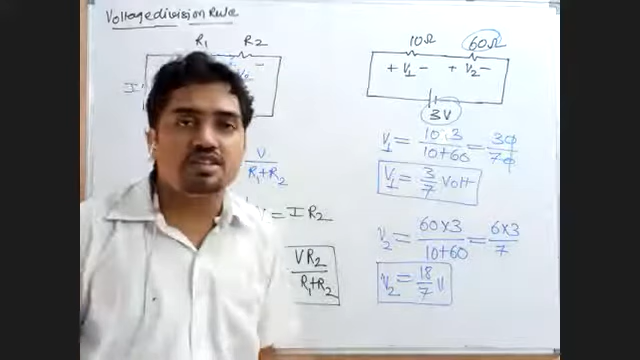 Voltage division Rule
R1 R2
I
V / R1+R2
= I R2
VR2 / R1+R2
10Ω 60Ω
+ V1 - + V2 -
3V
V1 = 10·3 / 10+60 = 30 / 70
V1 = 3/7 Volt
V2 = 60×3 / 10+60 = 6×3 / 7
V2 = 18/7 V